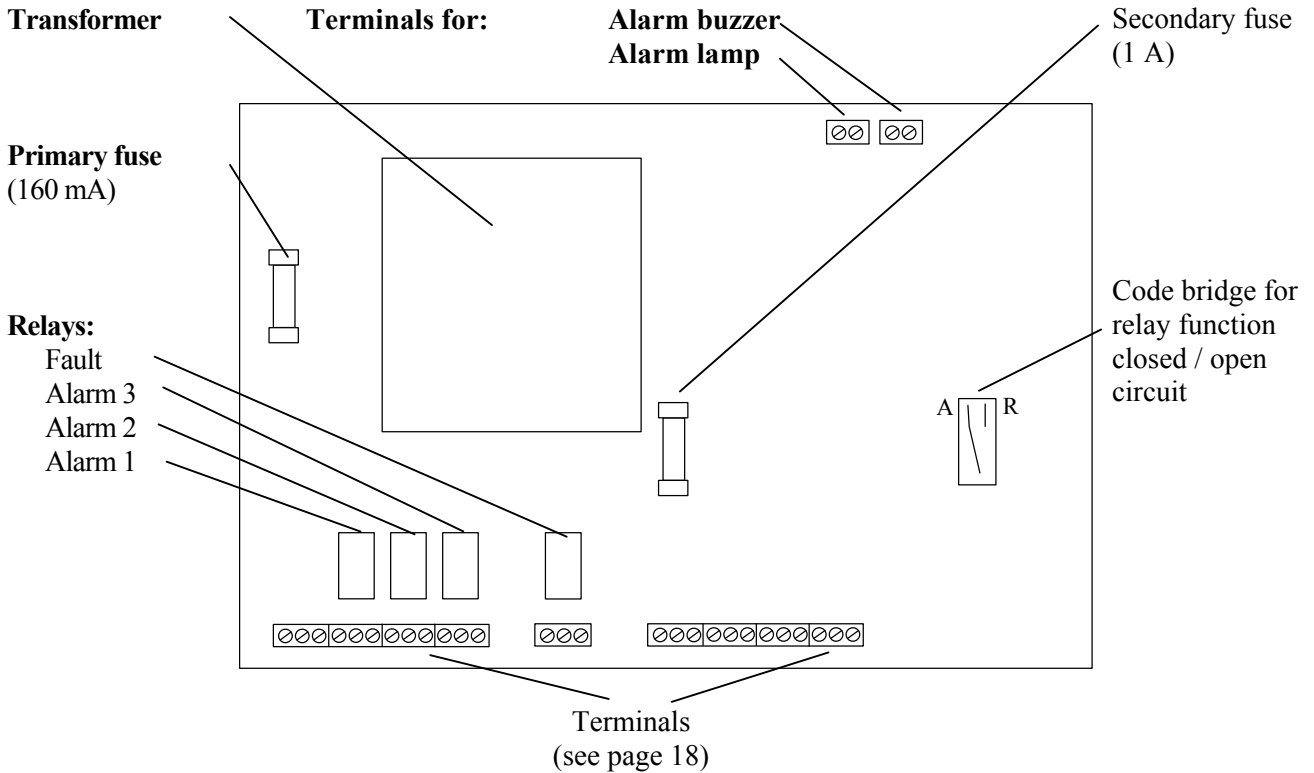 Transformer
Terminals for:
Alarm buzzer
Alarm lamp
Secondary fuse
(1 A)
Primary fuse
(160 mA)
Relays:
Fault
Alarm 3
Alarm 2
Alarm 1
Code bridge for
relay function
closed / open
circuit
A R
Terminals
(see page 18)